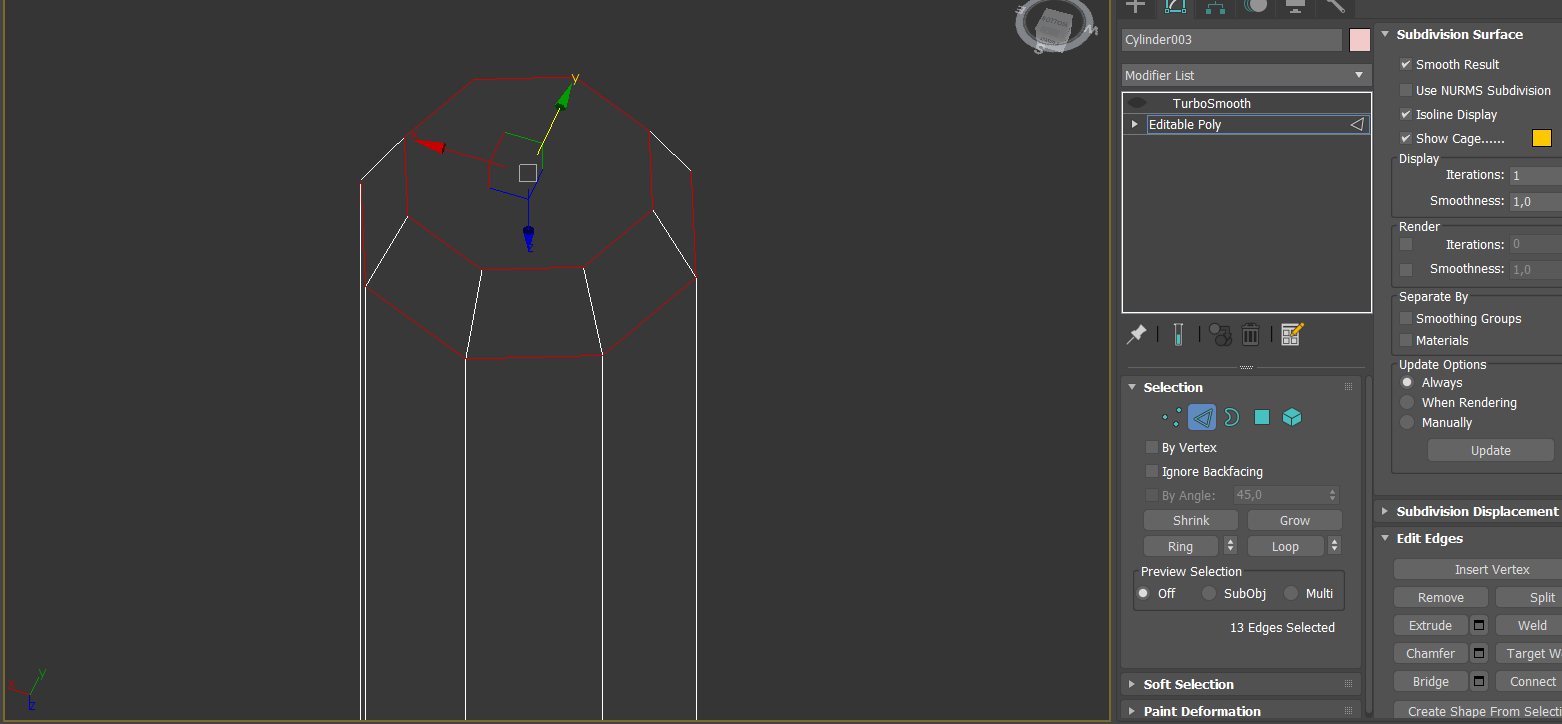 BOTTOM
S
M
y
x
z
y
x
z
Cylinder003
Modifier List
TurboSmooth
Editable Poly
Selection
By Vertex
Ignore Backfacing
By Angle: 45,0
Shrink Grow
Ring Loop
Preview Selection
Off SubObj Multi
13 Edges Selected
Soft Selection
Paint Deformation
Subdivision Surface
Smooth Result
Use NURMS Subdivision
Isoline Display
Show Cage......
Display
Iterations: 1
Smoothness: 1,0
Render
Iterations: 0
Smoothness: 1,0
Separate By
Smoothing Groups
Materials
Update Options
Always
When Rendering
Manually
Update
Subdivision Displacement
Edit Edges
Insert Vertex
Remove Split
Extrude Weld
Chamfer Target W
Bridge Connect
Create Shape From Selecti